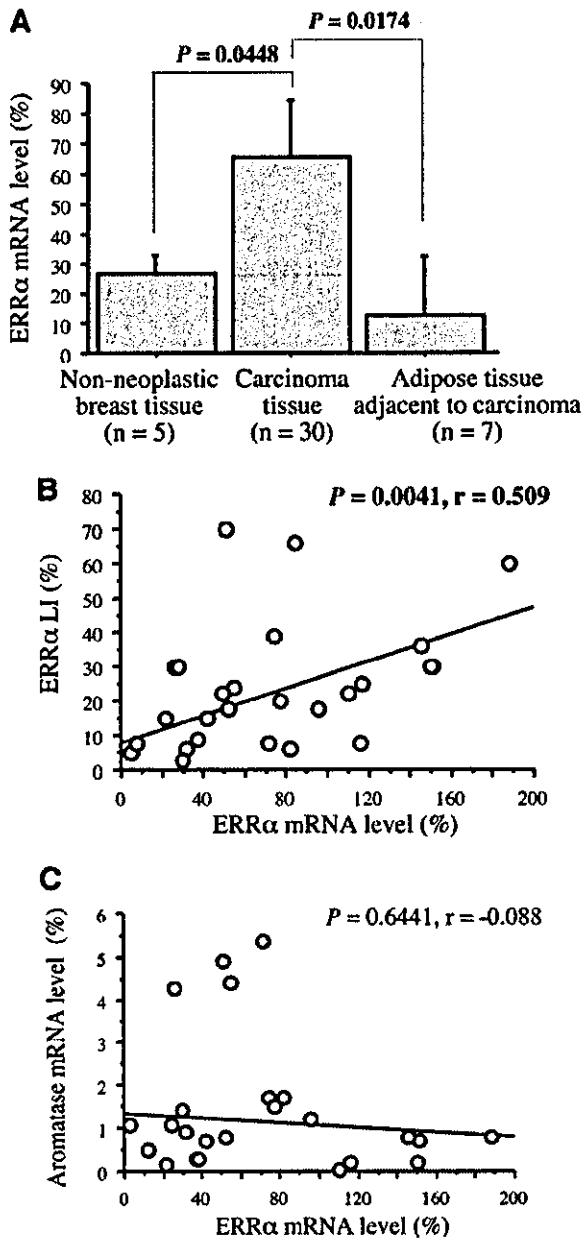 A
P = 0.0174
P = 0.0448
ERRα mRNA level (%)
90
80
70
60
50
40
30
20
10
0
Non-neoplastic breast tissue (n = 5)
Carcinoma tissue (n = 30)
Adipose tissue adjacent to carcinoma (n = 7)
B
P = 0.0041, r = 0.509
ERRα LI (%)
80
70
60
50
40
30
20
10
0
0 40 80 120 160 200
ERRα mRNA level (%)
C
P = 0.6441, r = -0.088
Aromatase mRNA level (%)
6
5
4
3
2
1
0
0 40 80 120 160 200
ERRα mRNA level (%)